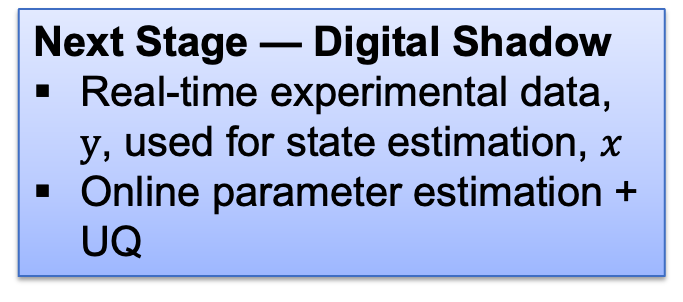 Next Stage — Digital Shadow
▪ Real-time experimental data,
y, used for state estimation, 𝑥
▪ Online parameter estimation +
UQ